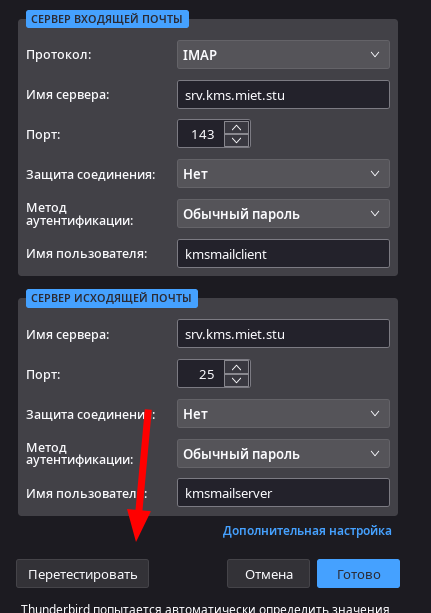 СЕРВЕР ВХОДЯЩЕЙ ПОЧТЫ
Протокол: IMAP
Имя сервера: srv.kms.miet.stu
Порт: 143
Защита соединения: Нет
Метод
аутентификации: Обычный пароль
Имя пользователя: kmsmailclient
СЕРВЕР ИСХОДЯЩЕЙ ПОЧТЫ
Имя сервера: srv.kms.miet.stu
Порт: 25
Защита соединения: Нет
Метод
аутентификации: Обычный пароль
Имя пользователя: kmsmailserver
Дополнительная настройка
Перетестировать Отмена Готово
Thunderbird попытается автоматически определить значения